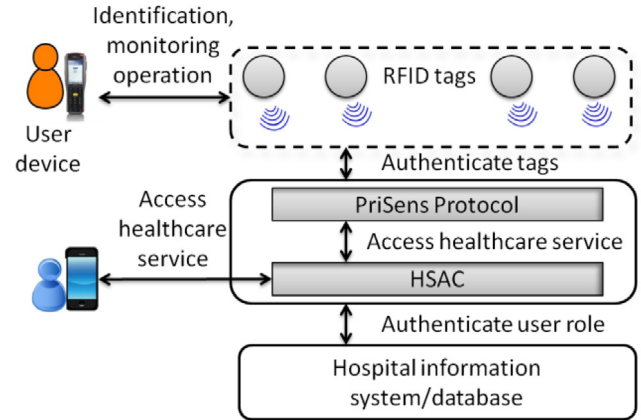 Identification,
monitoring
operation
RFID tags
User
device
Authenticate tags
PriSens Protocol
Access
healthcare
service
Access healthcare service
HSAC
Authenticate user role
Hospital information
system/database